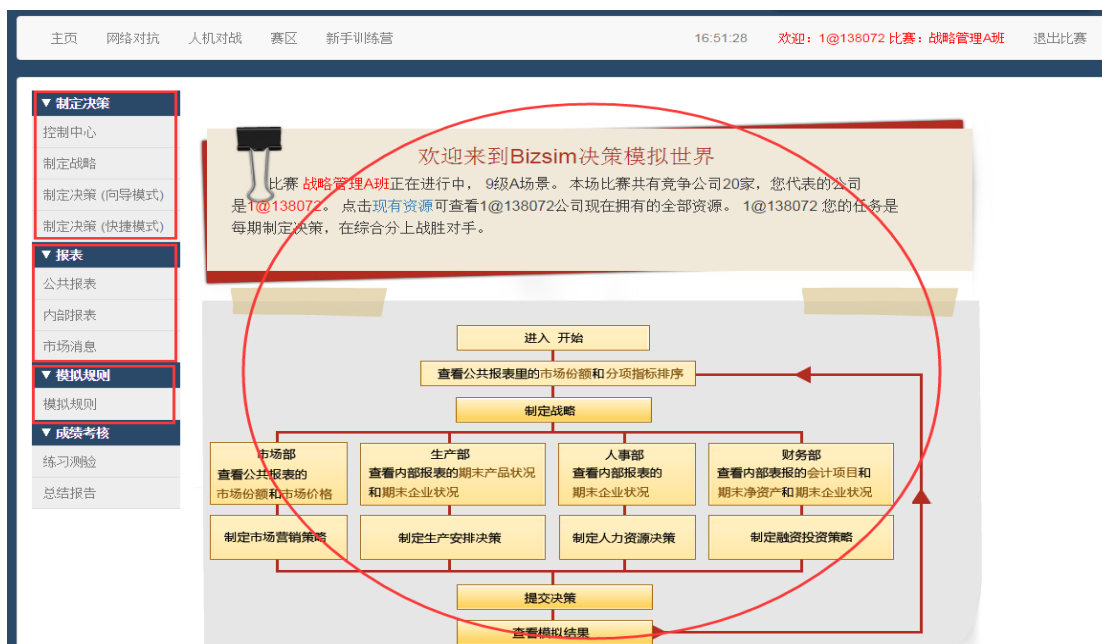 主页 网络对抗 人机对战 赛区 新手训练营 16:51:28 欢迎：1@138072 比赛：战略管理A班 退出比赛
▼ 制定决策
控制中心
制定战略
制定决策 (向导模式)
制定决策 (快捷模式)
▼ 报表
公共报表
内部报表
市场消息
▼ 模拟规则
模拟规则
▼ 成绩考核
练习测验
总结报告
欢迎来到Bizsim决策模拟世界
比赛 战略管理A班正在进行中， 9级A场景。 本场比赛共有竞争公司20家，您代表的公司
是1@138072。 点击现有资源可查看1@138072公司现在拥有的全部资源。 1@138072 您的任务是
每期制定决策，在综合分上战胜对手。
进入 开始
查看公共报表里的市场份额和分项指标排序
制定战略
市场部
查看公共报表的
市场份额和市场价格
生产部
查看内部报表的期末产品状况
和期末企业状况
人事部
查看内部报表的
期末企业状况
财务部
查看内部表报的会计项目和
期末净资产和期末企业状况
制定市场营销策略
制定生产安排决策
制定人力资源决策
制定融资投资策略
提交决策
查看模拟结果